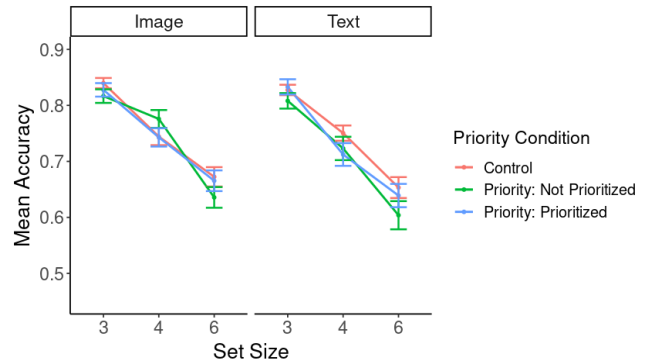 Image
Text
0.9
0.8
0.7
0.6
0.5
Mean Accuracy
3
4
6
3
4
6
Set Size
Priority Condition
Control
Priority: Not Prioritized
Priority: Prioritized